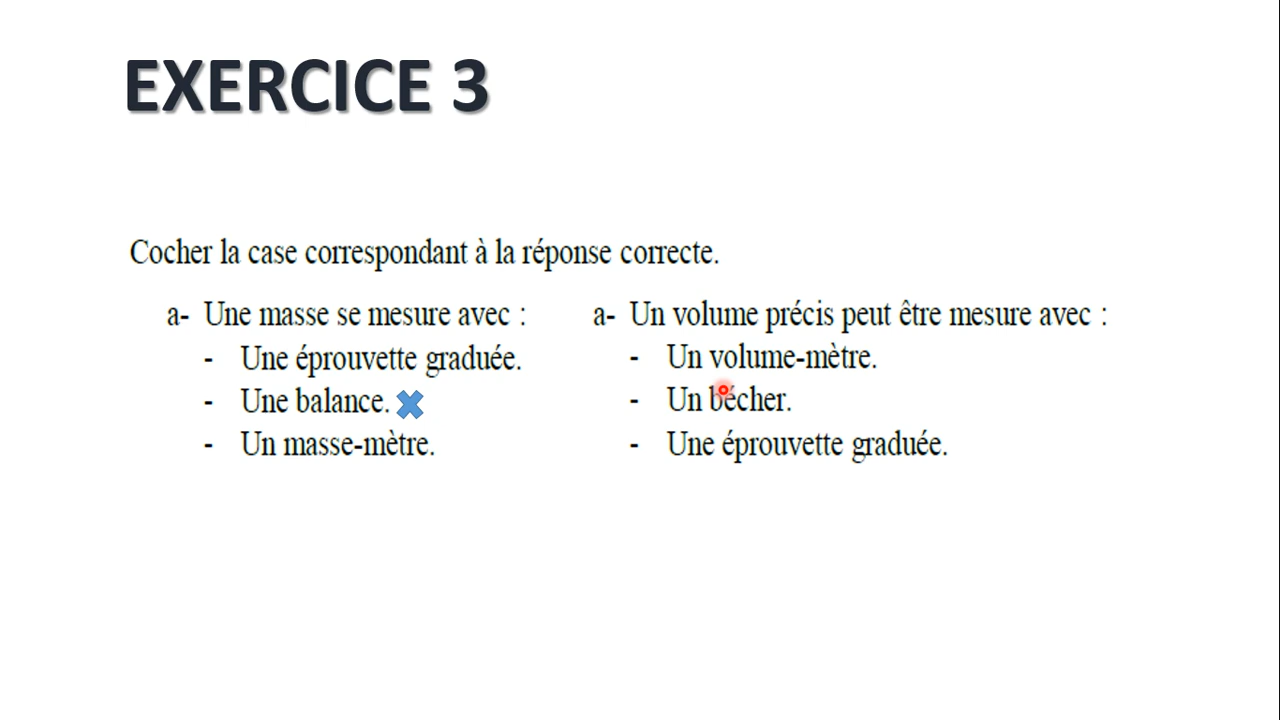 EXERCICE 3
Cocher la case correspondant à la réponse correcte.
a- Une masse se mesure avec :
- Une éprouvette graduée.
- Une balance.
- Un masse-mètre.
a- Un volume précis peut être mesure avec :
- Un volume-mètre.
- Un bécher.
- Une éprouvette graduée.